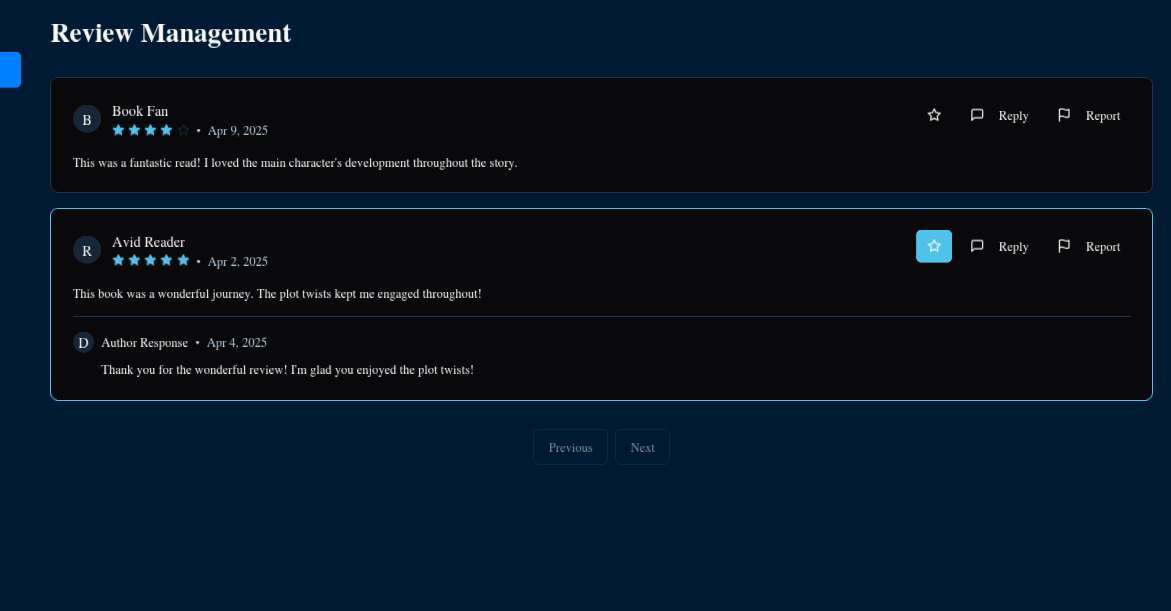 Review Management
B Book Fan
• Apr 9, 2025
Reply Report
This was a fantastic read! I loved the main character's development throughout the story.
R Avid Reader
• Apr 2, 2025
Reply Report
This book was a wonderful journey. The plot twists kept me engaged throughout!
D Author Response • Apr 4, 2025
Thank you for the wonderful review! I'm glad you enjoyed the plot twists!
Previous Next